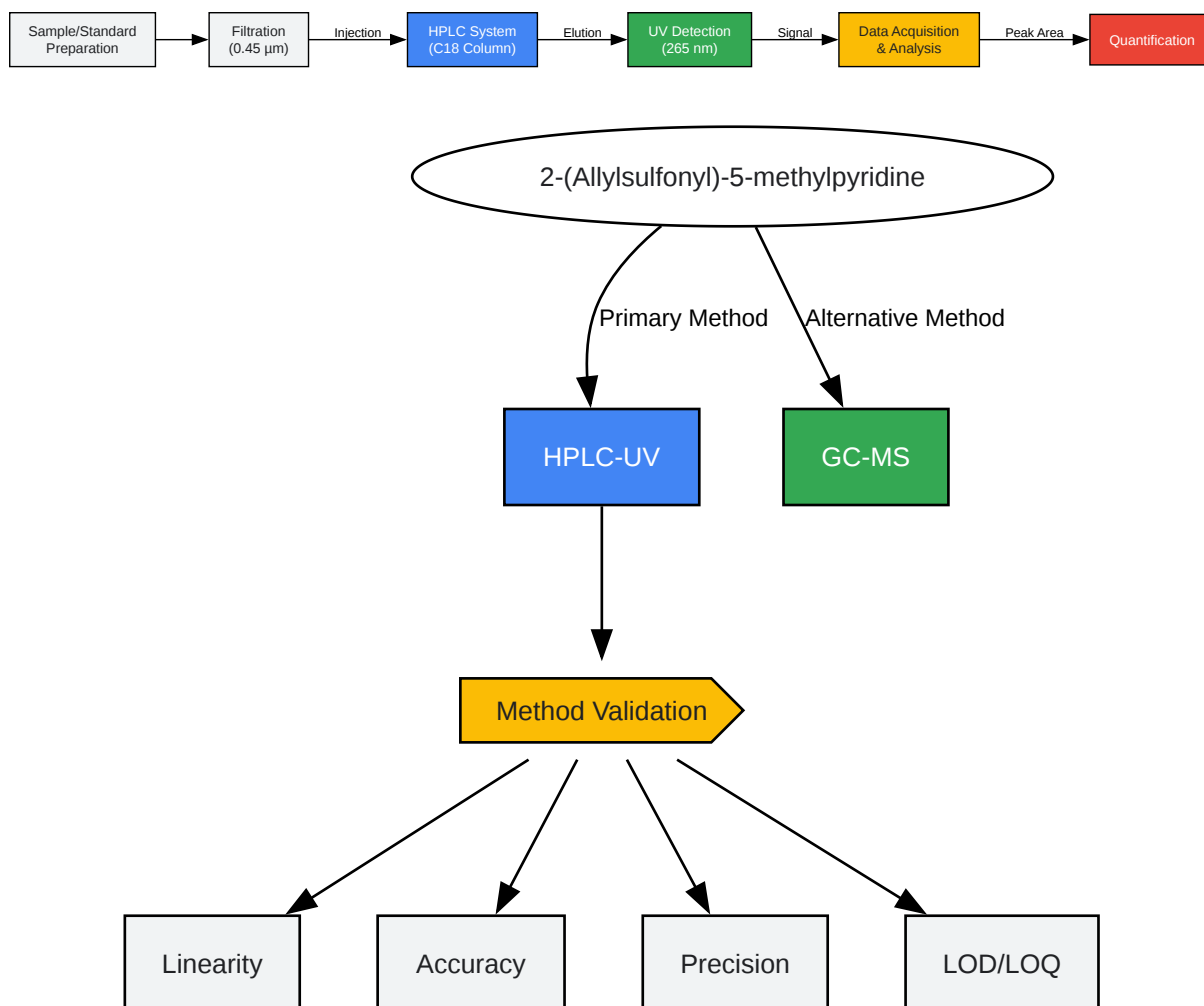 Sample/Standard
Preparation
Filtration
(0.45 µm)
Injection
HPLC System
(C18 Column)
Elution
UV Detection
(265 nm)
Signal
Data Acquisition
& Analysis
Peak Area
Quantification
2-(Allylsulfonyl)-5-methylpyridine
Primary Method
Alternative Method
HPLC-UV
GC-MS
Method Validation
Linearity
Accuracy
Precision
LOD/LOQ